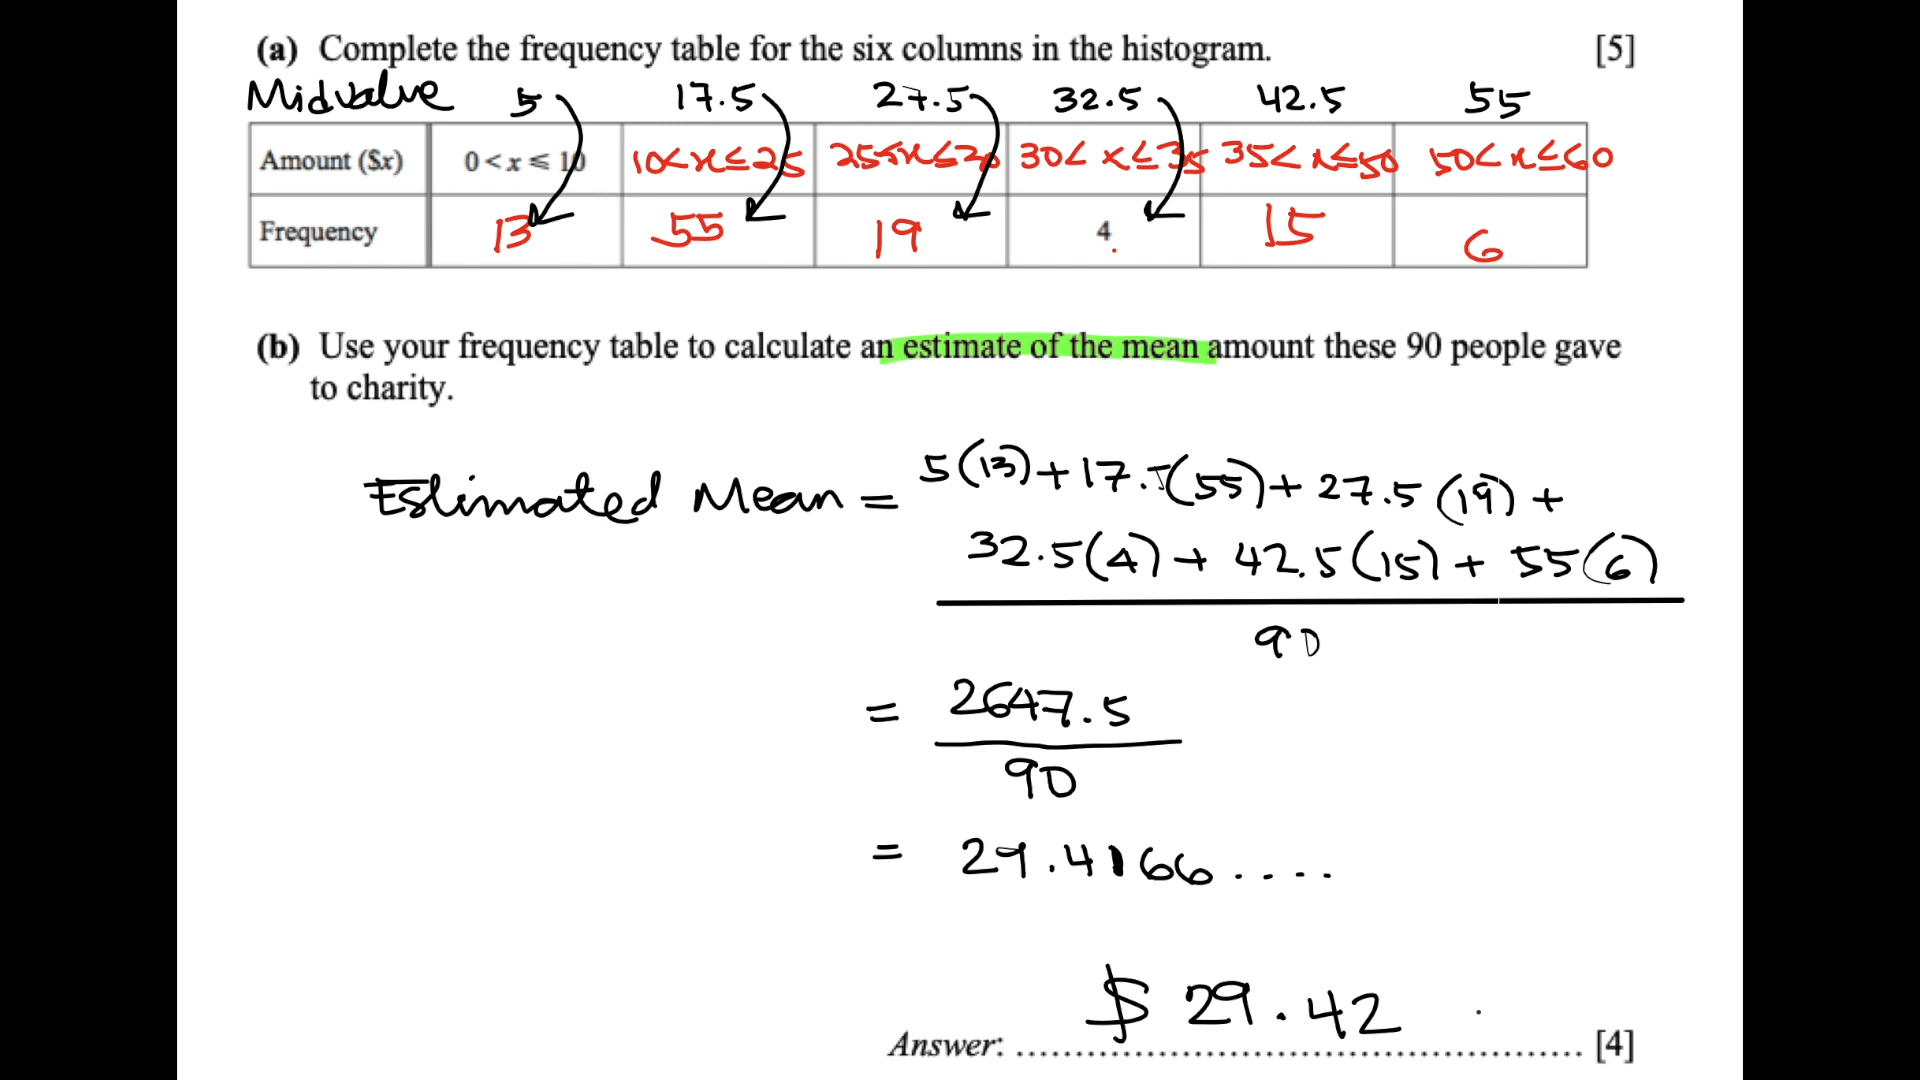 (a) Complete the frequency table for the six columns in the histogram. [5]
Midvalue 5 17.5 27.5 32.5 42.5 55
Amount ($x) 0 < x ≤ 10 10<x≤25 25<x≤30 30< x≤35 35< x≤50 50<x≤60
Frequency 13 55 19 4 15 6
(b) Use your frequency table to calculate an estimate of the mean amount these 90 people gave
to charity.
Estimated Mean = 5(13)+17.5(55)+27.5(19)+
32.5(4)+42.5(15)+55(6)
90
= 2647.5
90
= 29.4166....
$ 29.42
Answer: ................................................ [4]